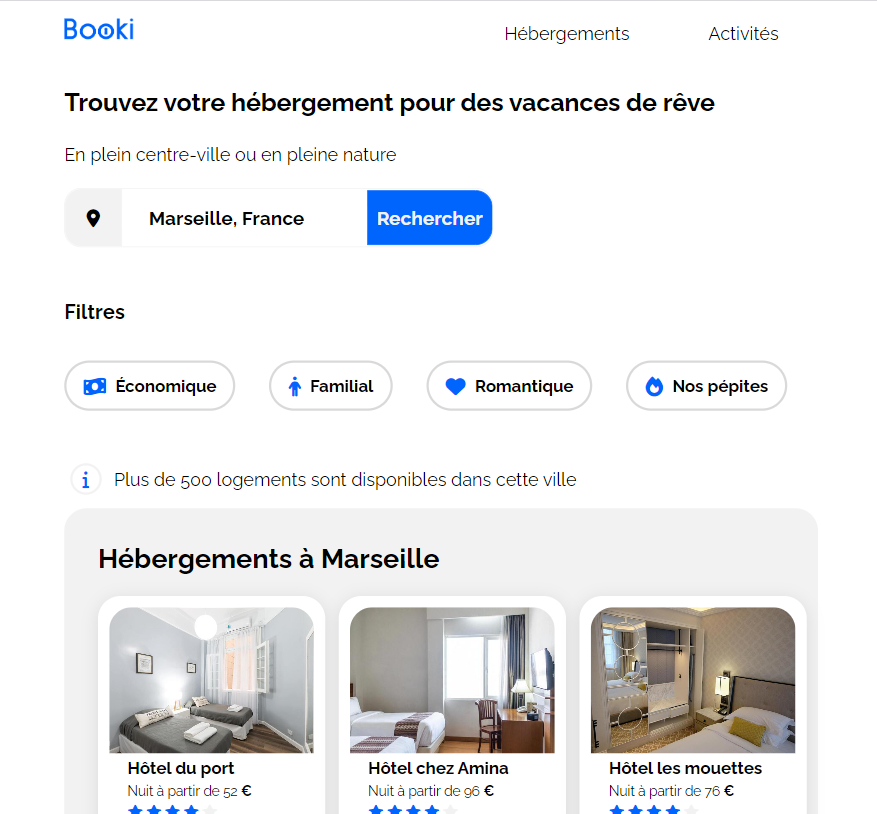 Booki
Hébergements
Activités
Trouvez votre hébergement pour des vacances de rêve
En plein centre-ville ou en pleine nature
Marseille, France
Rechercher
Filtres
Économique
Familial
Romantique
Nos pépites
Plus de 500 logements sont disponibles dans cette ville
Hébergements à Marseille
Hôtel du port
Nuit à partir de 52 €
Hôtel chez Amina
Nuit à partir de 96 €
Hôtel les mouettes
Nuit à partir de 76 €